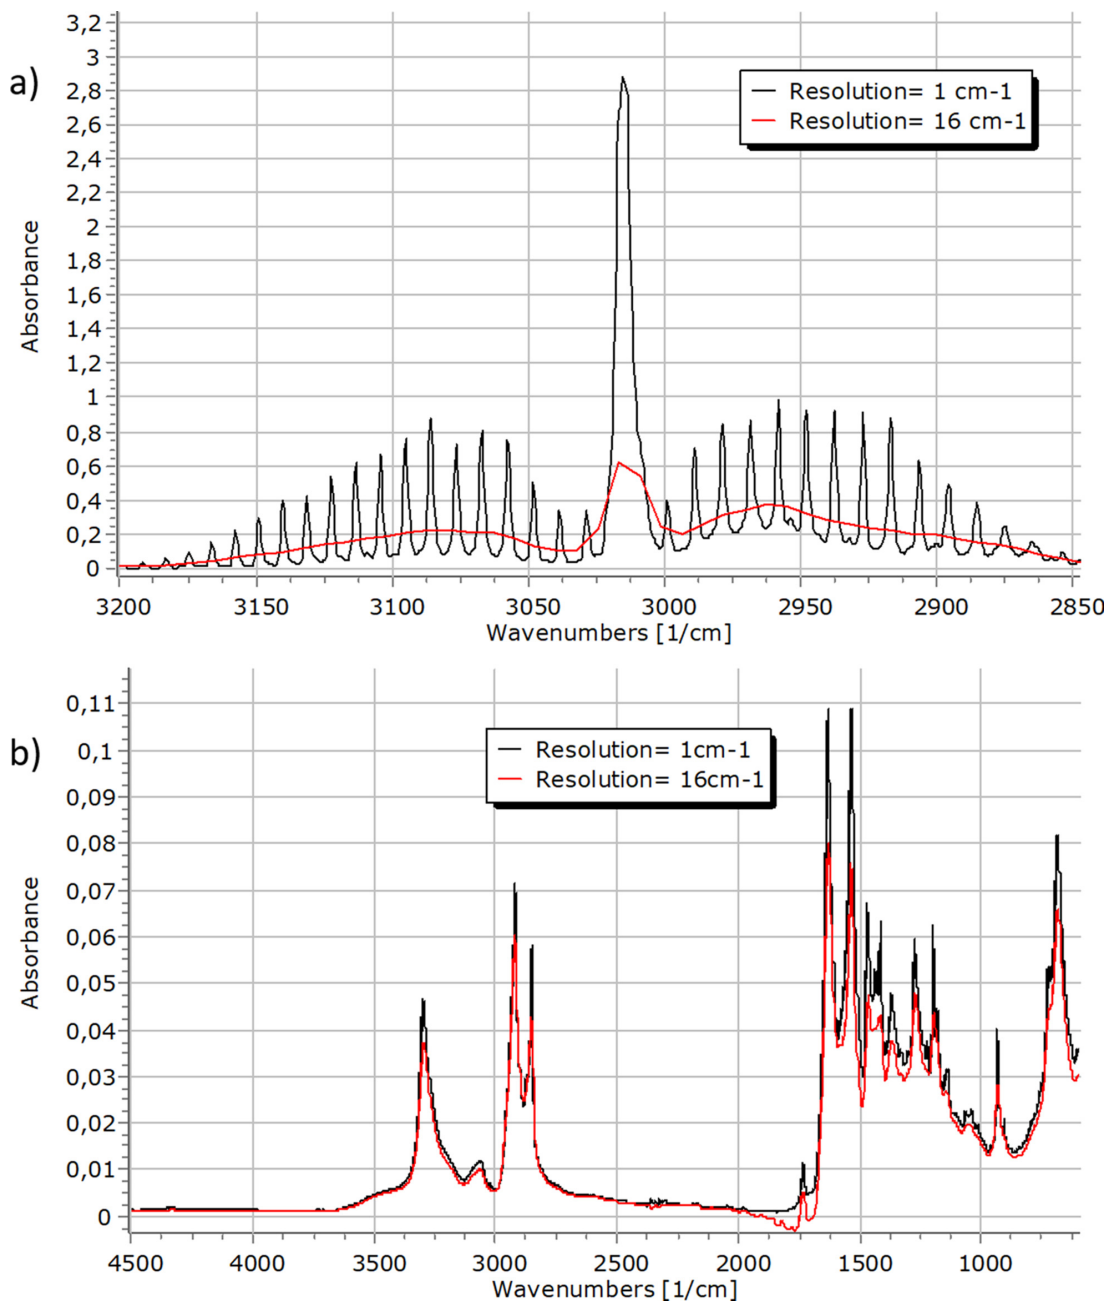 a)
Absorbance
3,2
3
2,8
2,6
2,4
2,2
2
1,8
1,6
1,4
1,2
1
0,8
0,6
0,4
0,2
0
Resolution= 1 cm-1
Resolution= 16 cm-1
3200 3150 3100 3050 3000 2950 2900 2850
Wavenumbers [1/cm]
b)
Absorbance
0,11
0,1
0,09
0,08
0,07
0,06
0,05
0,04
0,03
0,02
0,01
0
Resolution= 1cm-1
Resolution= 16cm-1
4500 4000 3500 3000 2500 2000 1500 1000
Wavenumbers [1/cm]